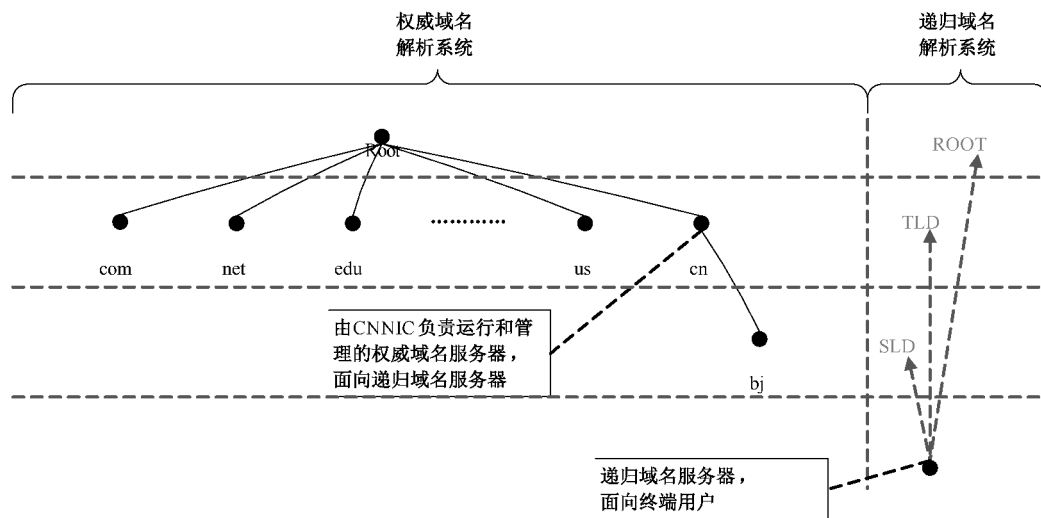 权威域名
解析系统
递归域名
解析系统
Root
ROOT
TLD
com
net
edu
us
cn
由CNNIC负责运行和管
理的权威域名服务器，
面向递归域名服务器
SLD
bj
递归域名服务器，
面向终端用户